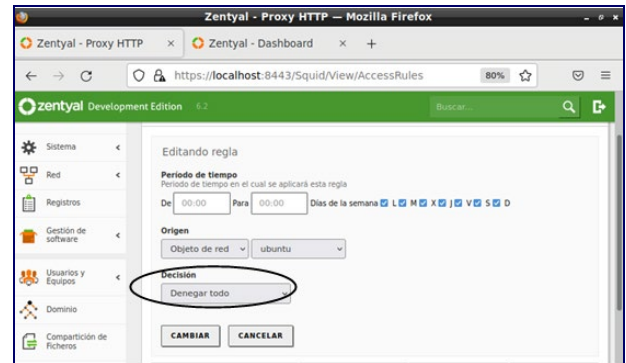 Zentyal - Proxy HTTP — Mozilla Firefox
Zentyal - Proxy HTTP × Zentyal - Dashboard × +
https://localhost:8443/Squid/View/AccessRules 80%
zentyal Development Edition 6.2 Buscar...
Sistema
Red
Registros
Gestión de
software
Usuarios y
Equipos
Dominio
Compartición de
Ficheros
Editando regla
Período de tiempo
Periodo de tiempo en el cual se aplicará esta regla
De 00:00 Para 00:00 Días de la semana L M X J V S D
Origen
Objeto de red ubuntu
Decisión
Denegar todo
CAMBIAR CANCELAR